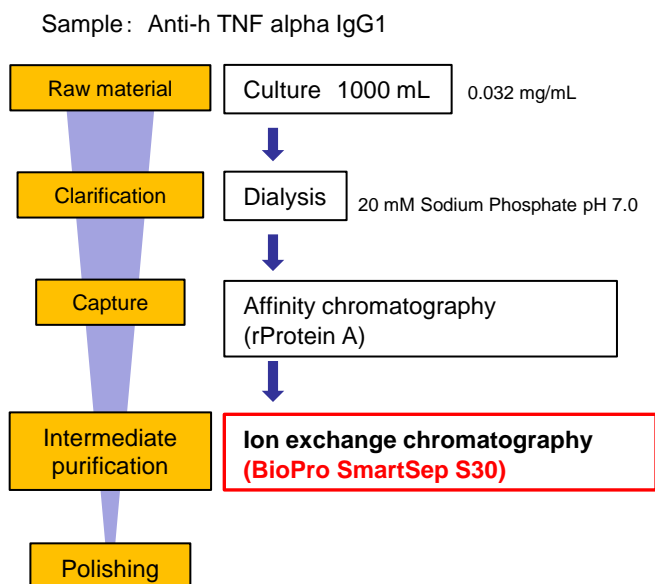 Sample: Anti-h TNF alpha IgG1
Raw material
Culture 1000 mL
0.032 mg/mL
Clarification
Dialysis
20 mM Sodium Phosphate pH 7.0
Capture
Affinity chromatography
(rProtein A)
Intermediate
purification
Ion exchange chromatography
(BioPro SmartSep S30)
Polishing